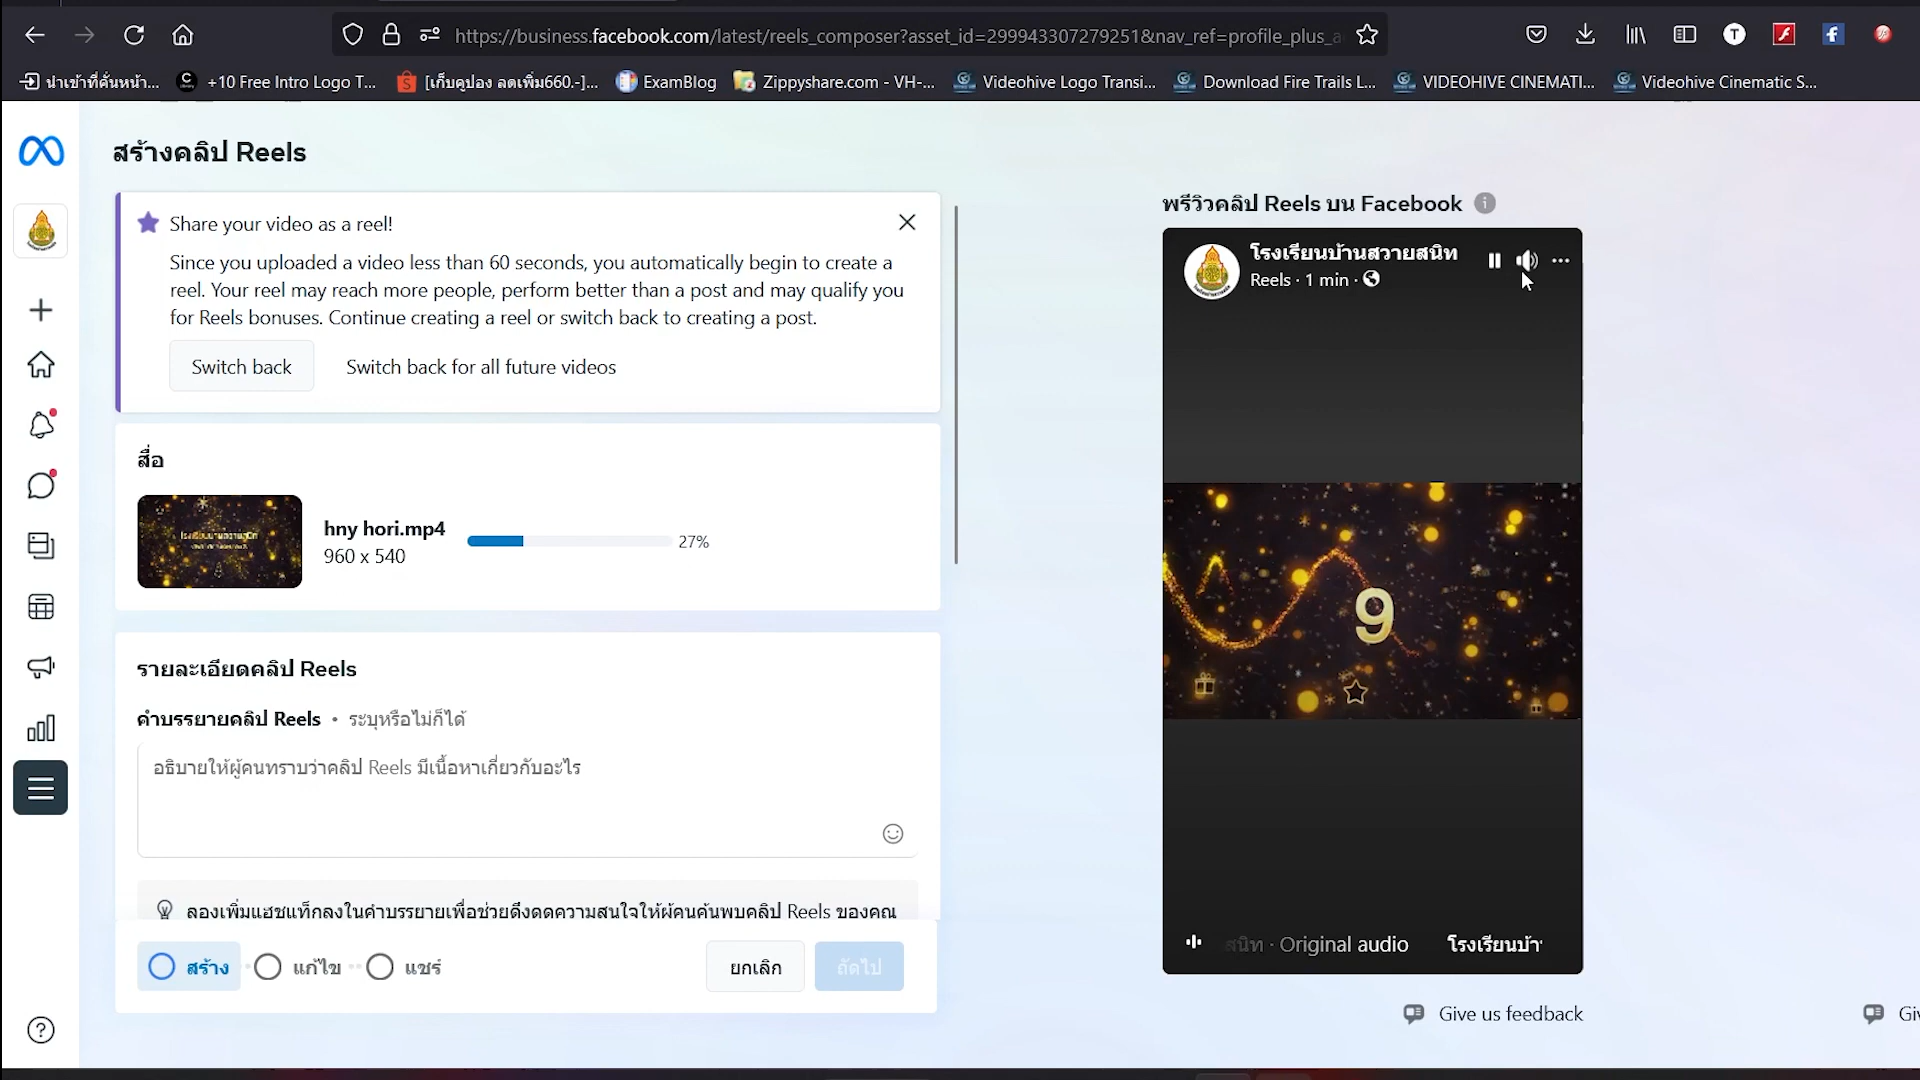 https://business.facebook.com/latest/reels_composer?asset_id=299943307279251&nav_ref=profile_plus_a
นำเข้าที่คั่นหน้า...
+10 Free Intro Logo T...
[เก็บคูปอง ลดเพิ่ม660.-]...
ExamBlog
Zippyshare.com - VH-...
Videohive Logo Transi...
Download Fire Trails L...
VIDEOHIVE CINEMATI...
Videohive Cinematic S...
สร้างคลิป Reels
Share your video as a reel!
Since you uploaded a video less than 60 seconds, you automatically begin to create a
reel. Your reel may reach more people, perform better than a post and may qualify you
for Reels bonuses. Continue creating a reel or switch back to creating a post.
Switch back
Switch back for all future videos
สื่อ
hny hori.mp4
960 x 540
27%
รายละเอียดคลิป Reels
คำบรรยายคลิป Reels • ระบุหรือไม่ก็ได้
อธิบายให้ผู้คนทราบว่าคลิป Reels มีเนื้อหาเกี่ยวกับอะไร
ลองเพิ่มแฮชแท็กลงในคำบรรยายเพื่อช่วยดึงดูดความสนใจให้ผู้คนค้นพบคลิป Reels ของคุณ
สร้าง
แก้ไข
แชร์
ยกเลิก
ถัดไป
พรีวิวคลิป Reels บน Facebook
โรงเรียนบ้านสวายสนิท
Reels · 1 min ·
9
สนิท · Original audio
โรงเรียนบ้า
Give us feedback
Giv